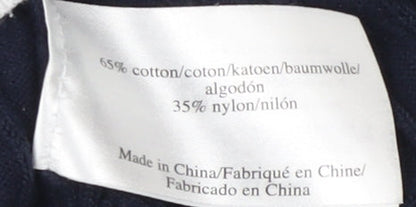 65% cotton/coton/katoen/baumwolle/
algodón
35% nylon/nilón
Made in China/Fabriqué en Chine/
Fabricado en China